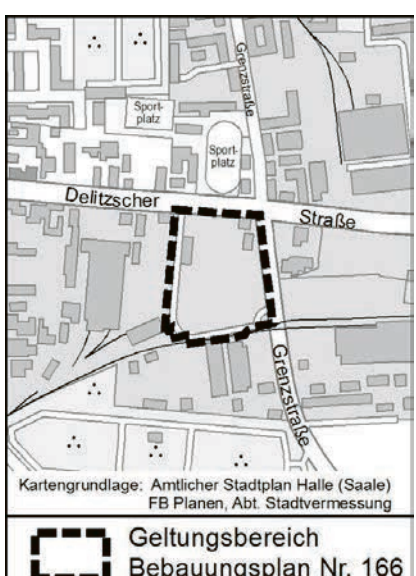 Grenzstraße
Sport-
platz
Sport-
platz
Delitzscher Straße
Grenzstraße
Kartengrundlage: Amtlicher Stadtplan Halle (Saale)
FB Planen, Abt. Stadtvermessung
Geltungsbereich
Bebauungsplan Nr. 166